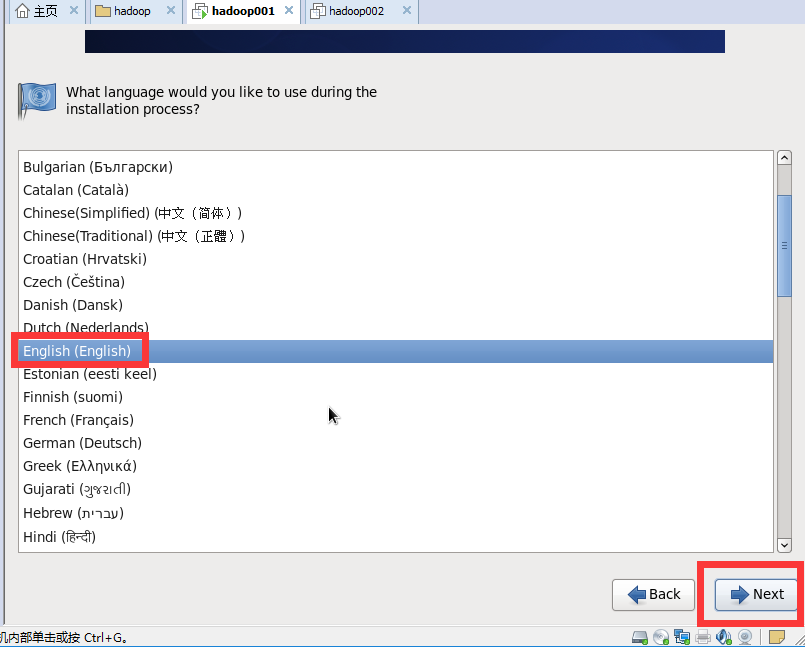 主页 hadoop hadoop001 hadoop002
What language would you like to use during the
installation process?
Bulgarian (Български)
Catalan (Català)
Chinese(Simplified) (中文（简体）)
Chinese(Traditional) (中文（正體）)
Croatian (Hrvatski)
Czech (Čeština)
Danish (Dansk)
Dutch (Nederlands)
English (English)
Estonian (eesti keel)
Finnish (suomi)
French (Français)
German (Deutsch)
Greek (Ελληνικά)
Gujarati (ગુજરાતી)
Hebrew (עברית)
Hindi (हिन्दी)
Back Next
机内部单击或按 Ctrl+G。